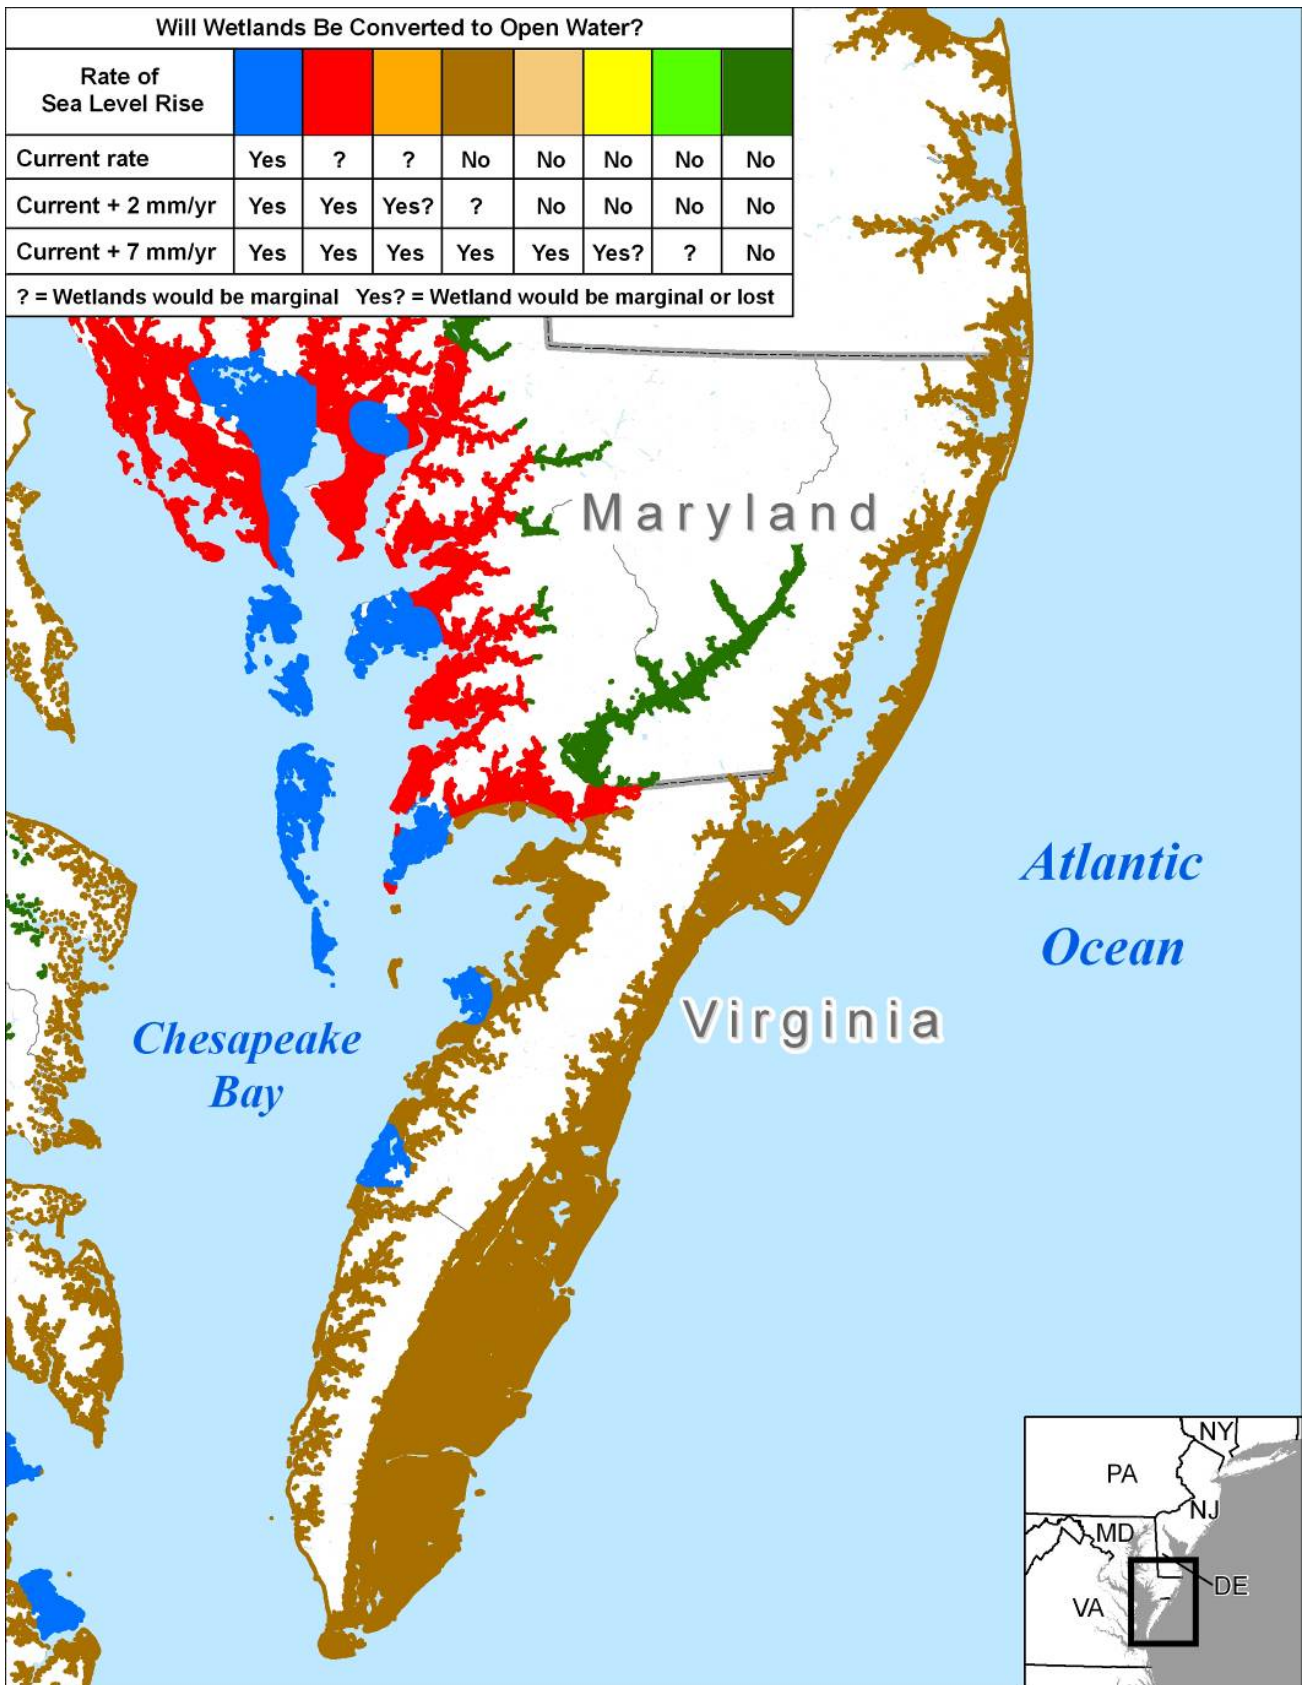 Will Wetlands Be Converted to Open Water?
Rate of
Sea Level Rise
Current rate Yes ? ? No No No No No
Current + 2 mm/yr Yes Yes Yes? ? No No No No
Current + 7 mm/yr Yes Yes Yes Yes Yes Yes? ? No
? = Wetlands would be marginal Yes? = Wetland would be marginal or lost
Maryland
Atlantic
Ocean
Virginia
Chesapeake
Bay
NY
PA
NJ
MD
DE
VA